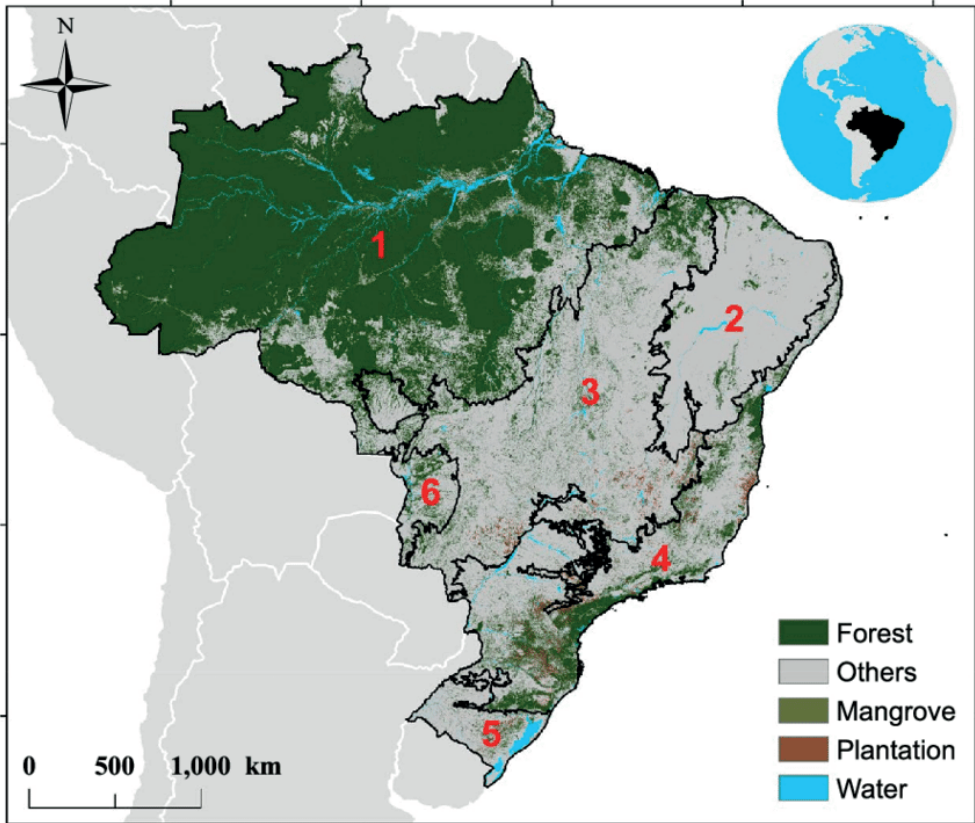 N
1
2
3
6
4
5
Forest
Others
Mangrove
Plantation
Water
0 500 1,000 km